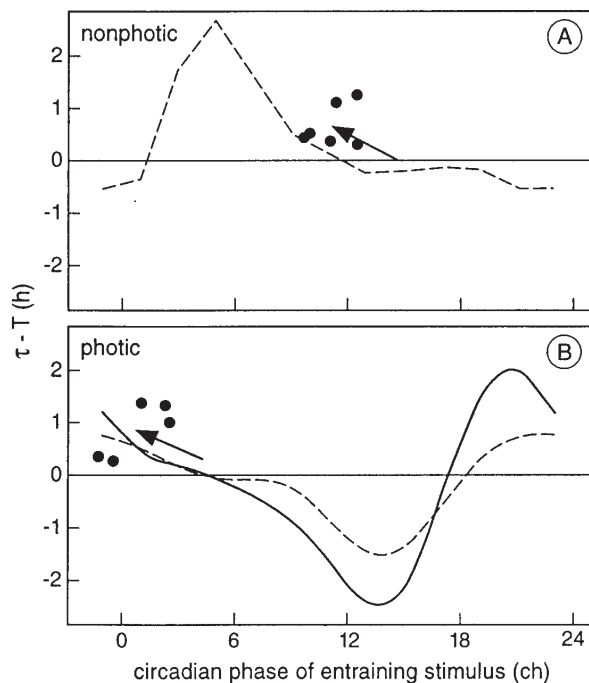 nonphotic
A
2
1
0
-1
-2
τ - T (h)
photic
B
2
1
0
-1
-2
0 6 12 18 24
circadian phase of entraining stimulus (ch)